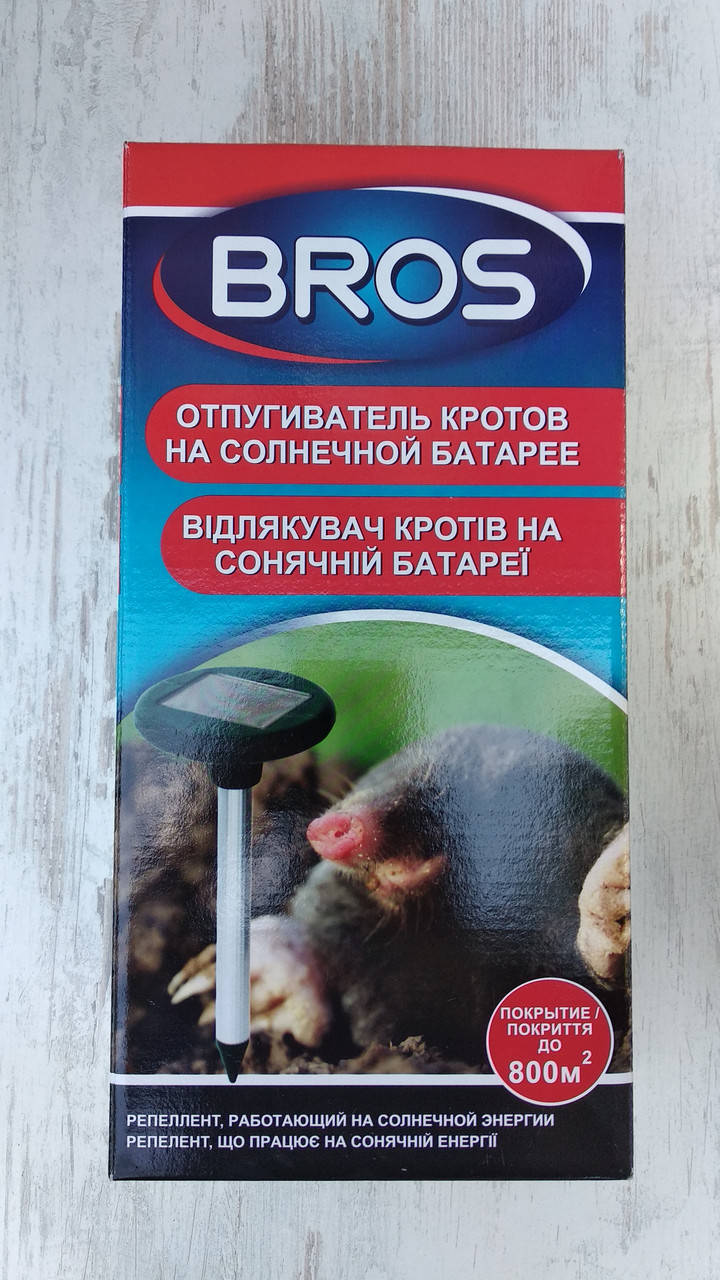 BROS
ОТПУГИВАТЕЛЬ КРОТОВ
НА СОЛНЕЧНОЙ БАТАРЕЕ
ВІДЛЯКУВАЧ КРОТІВ НА
СОНЯЧНІЙ БАТАРЕЇ
ПОКРЫТИЕ /
ПОКРИТТЯ
ДО
800м²
РЕПЕЛЛЕНТ, РАБОТАЮЩИЙ НА СОЛНЕЧНОЙ ЭНЕРГИИ
РЕПЕЛЕНТ, ЩО ПРАЦЮЄ НА СОНЯЧНІЙ ЕНЕРГІЇ